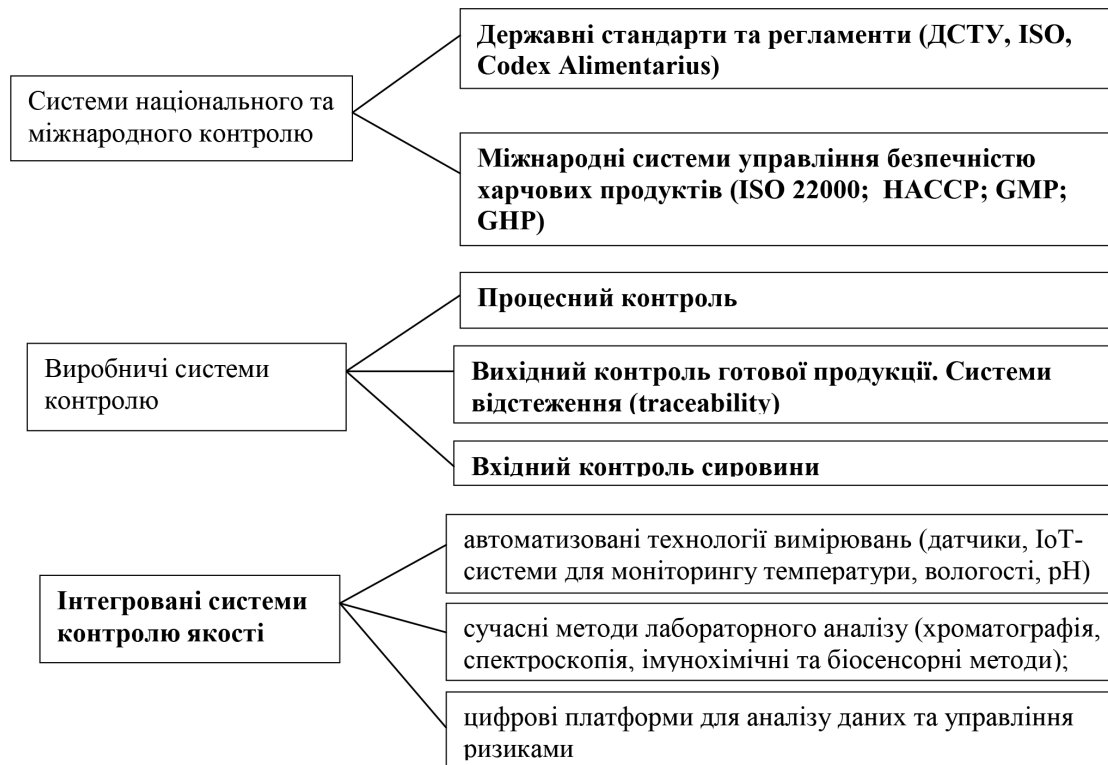 Системи національного та
міжнародного контролю
Державні стандарти та регламенти (ДСТУ, ISO,
Codex Alimentarius)
Міжнародні системи управління безпечністю
харчових продуктів (ISO 22000;  HACCP; GMP;
GHP)
Виробничі системи
контролю
Процесний контроль
Вихідний контроль готової продукції. Системи
відстеження (traceability)
Вхідний контроль сировини
Інтегровані системи
контролю якості
автоматизовані технології вимірювань (датчики, IoT-
системи для моніторингу температури, вологості, pH)
сучасні методи лабораторного аналізу (хроматографія,
спектроскопія, імунохімічні та біосенсорні методи);
цифрові платформи для аналізу даних та управління
ризиками